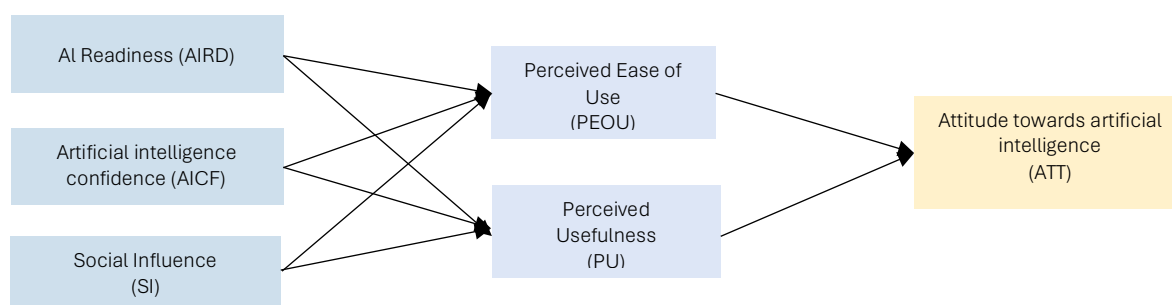 AI Readiness (AIRD)
Artificial intelligence
confidence (AICF)
Social Influence
(SI)
Perceived Ease of
Use
(PEOU)
Perceived
Usefulness
(PU)
Attitude towards artificial
intelligence
(ATT)